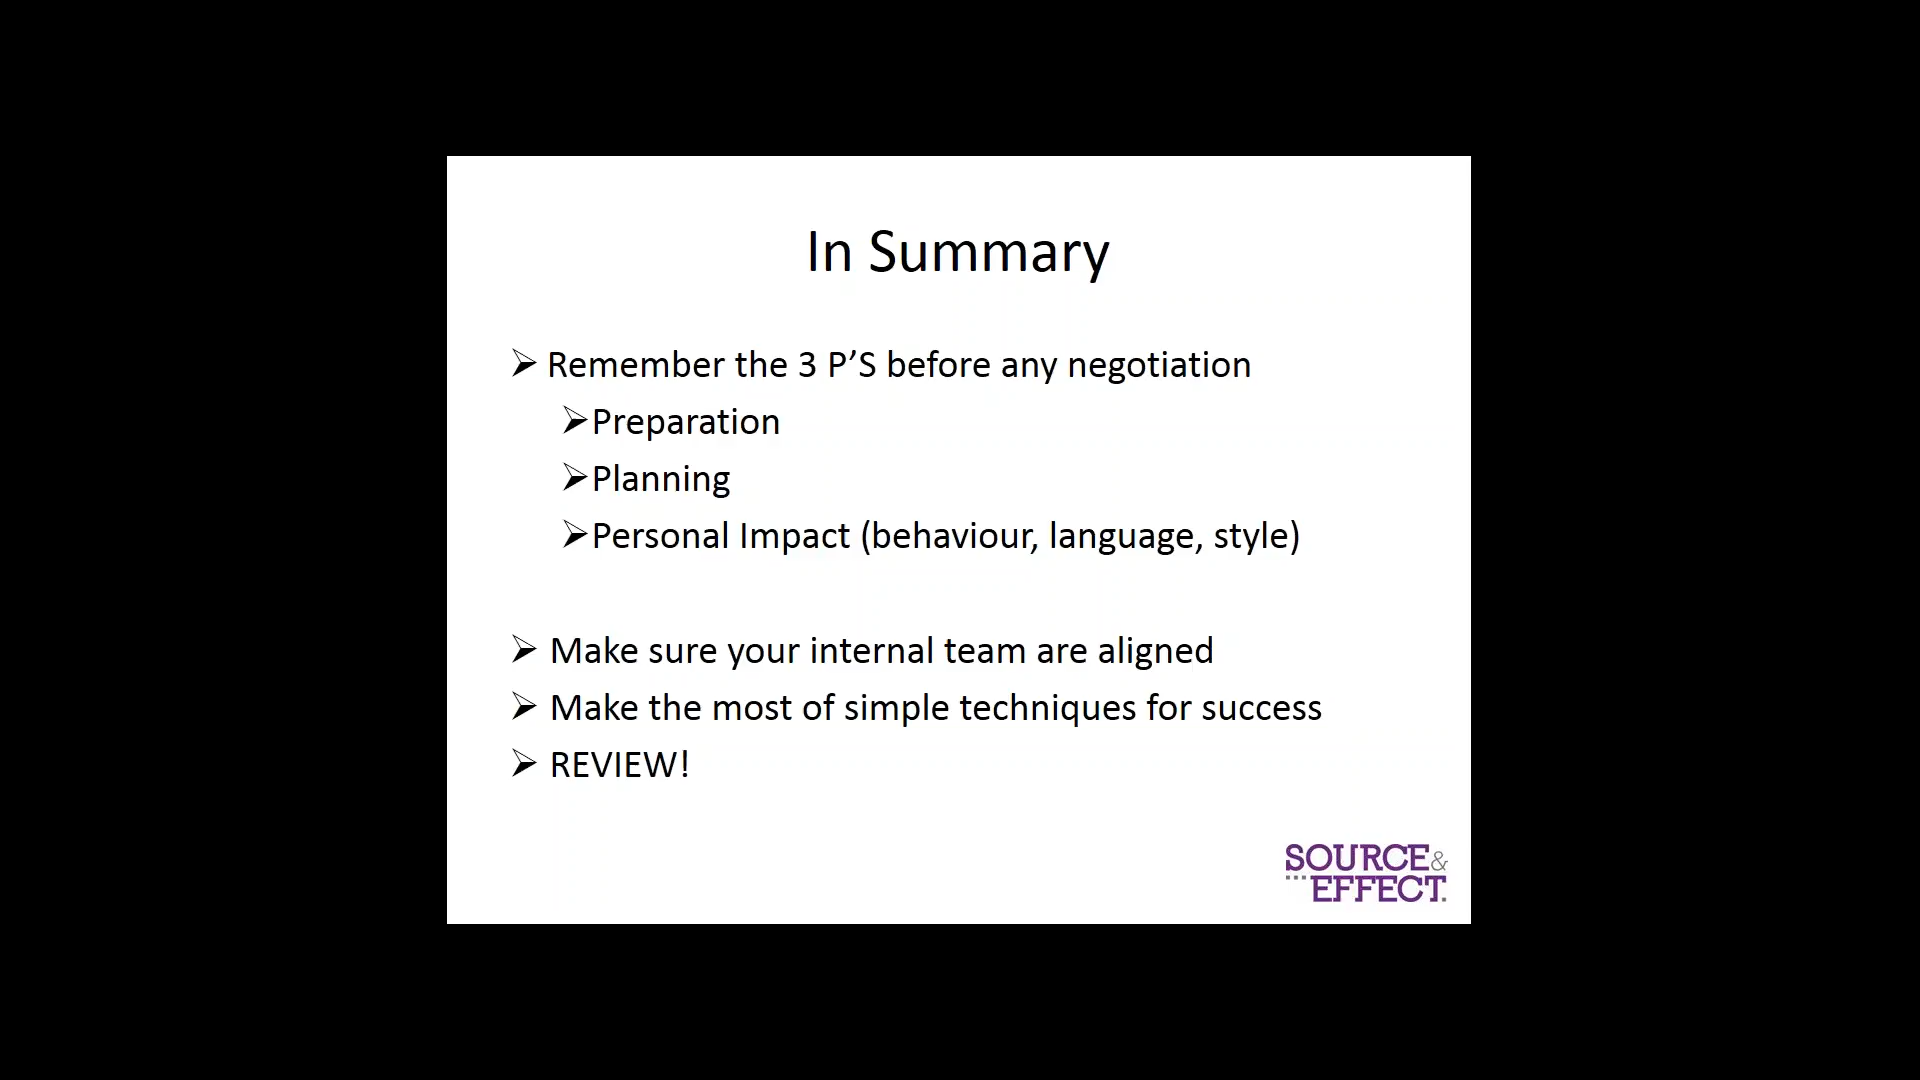 In Summary
Remember the 3 P’S before any negotiation
Preparation
Planning
Personal Impact (behaviour, language, style)
Make sure your internal team are aligned
Make the most of simple techniques for success
REVIEW!
SOURCE&
EFFECT.